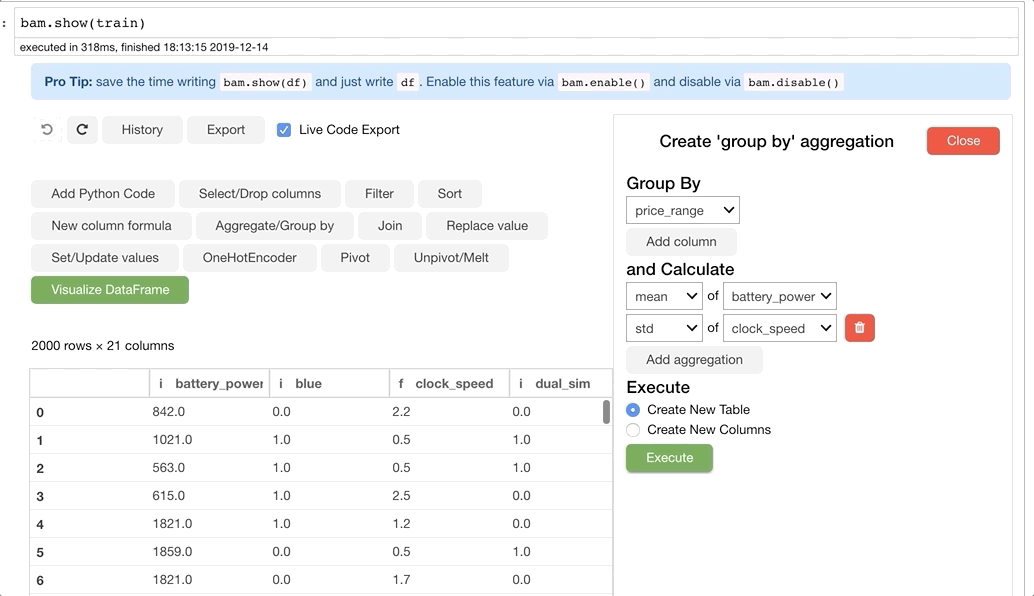 : bam.show(train)
executed in 318ms, finished 18:13:15 2019-12-14
Pro Tip: save the time writing bam.show(df) and just write df . Enable this feature via bam.enable() and disable via bam.disable()
History Export Live Code Export
Add Python Code Select/Drop columns Filter Sort
New column formula Aggregate/Group by Join Replace value
Set/Update values OneHotEncoder Pivot Unpivot/Melt
Visualize DataFrame
2000 rows × 21 columns
i battery_power i blue f clock_speed i dual_sim
0 842.0 0.0 2.2 0.0
1 1021.0 1.0 0.5 1.0
2 563.0 1.0 0.5 1.0
3 615.0 1.0 2.5 0.0
4 1821.0 1.0 1.2 0.0
5 1859.0 0.0 0.5 1.0
6 1821.0 0.0 1.7 0.0
Create 'group by' aggregation Close
Group By
price_range
Add column
and Calculate
mean of battery_power
std of clock_speed
Add aggregation
Execute
Create New Table
Create New Columns
Execute